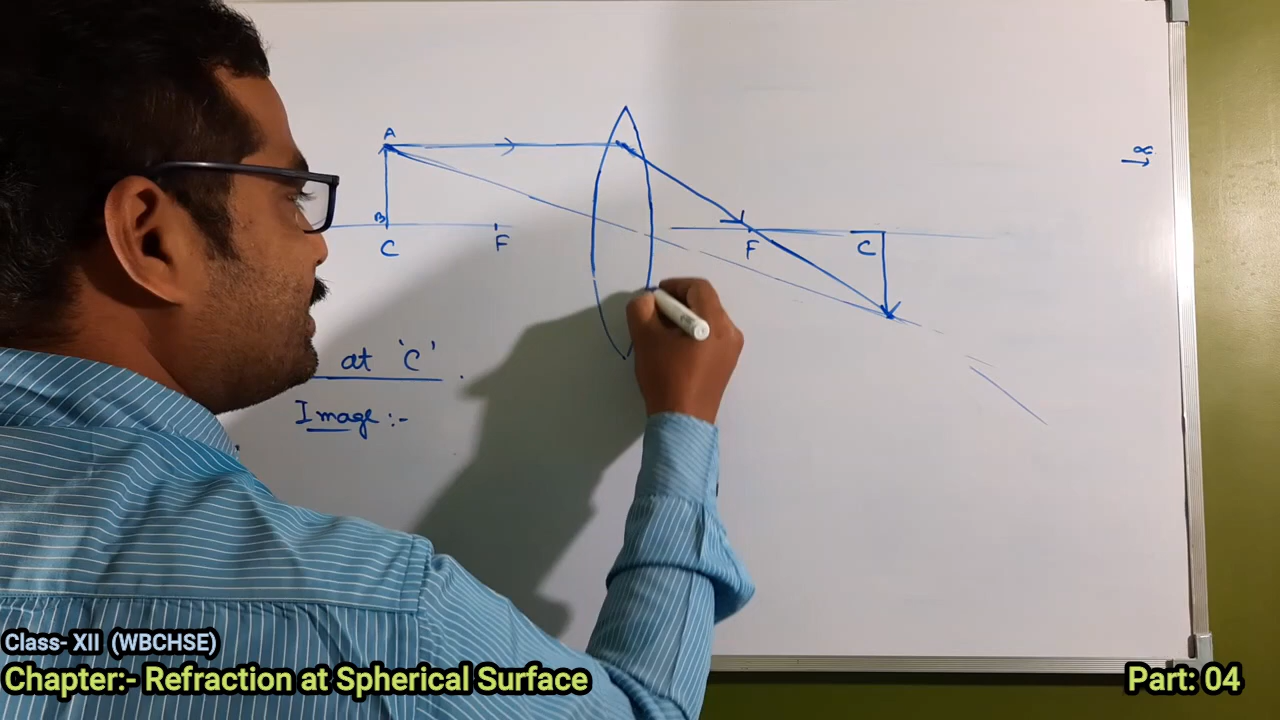 A
∞
B
C
F
F
C
at 'C'
Image :-
Class- XII (WBCHSE)
Chapter:- Refraction at Spherical Surface
Part: 04